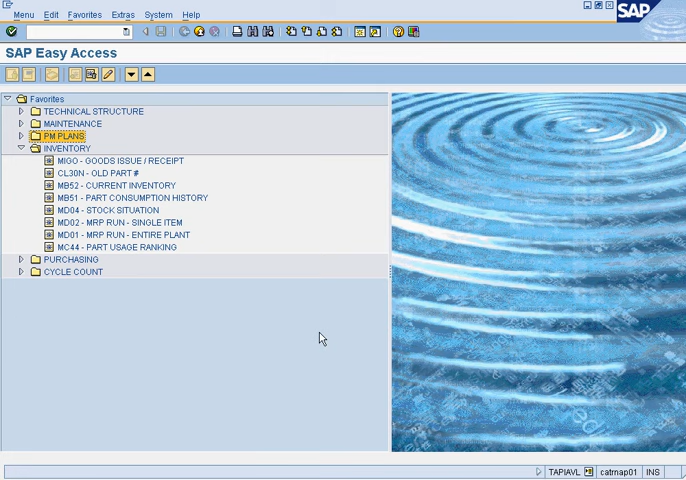 Menu Edit Favorites Extras System Help
SAP
SAP Easy Access
Favorites
TECHNICAL STRUCTURE
MAINTENANCE
PM PLANS
INVENTORY
MIGO - GOODS ISSUE / RECEIPT
CL30N - OLD PART #
MB52 - CURRENT INVENTORY
MB51 - PART CONSUMPTION HISTORY
MD04 - STOCK SITUATION
MD02 - MRP RUN - SINGLE ITEM
MD01 - MRP RUN - ENTIRE PLANT
MC44 - PART USAGE RANKING
PURCHASING
CYCLE COUNT
TAPIAVL catmap01 INS